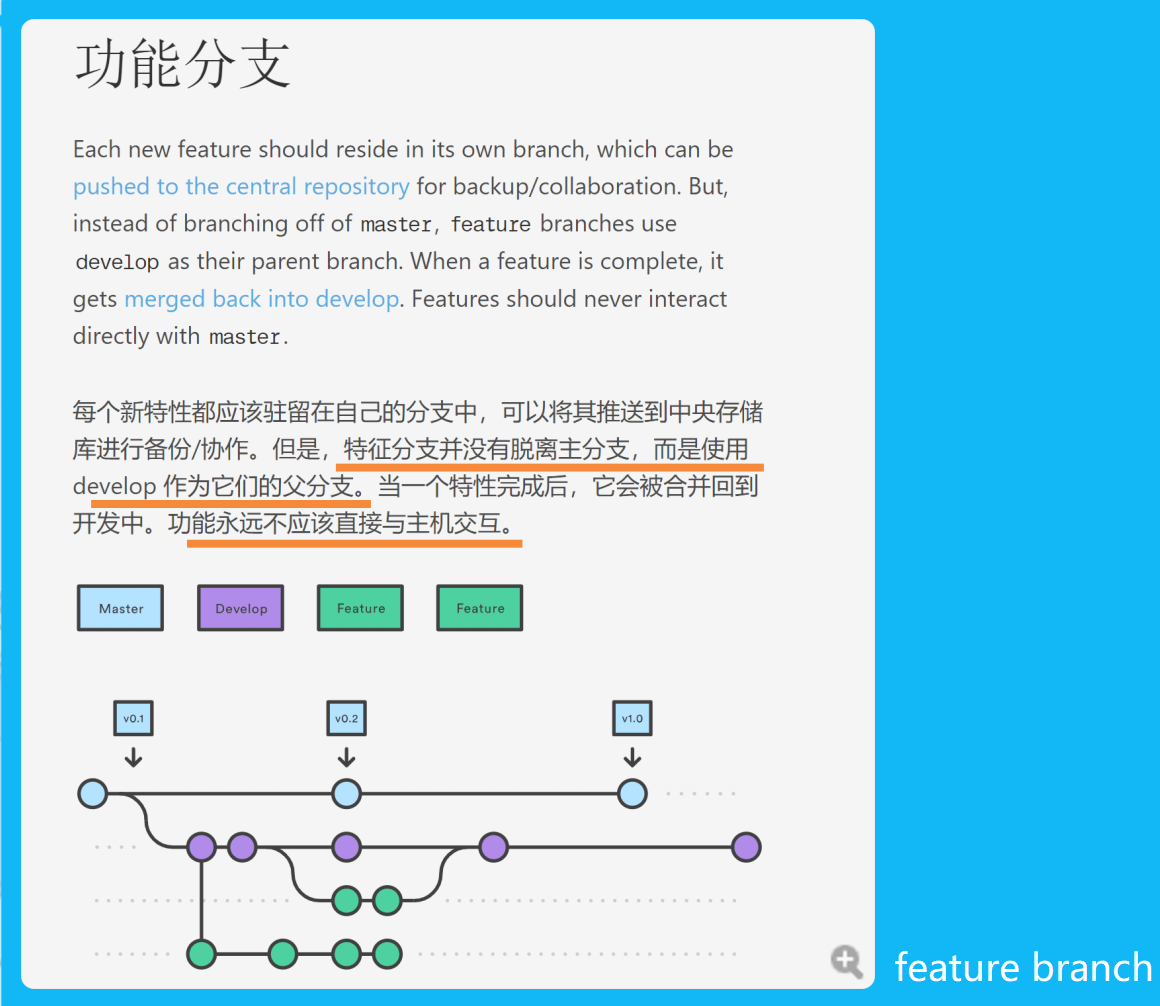 功能分支
Each new feature should reside in its own branch, which can be
pushed to the central repository for backup/collaboration. But,
instead of branching off of master, feature branches use
develop as their parent branch. When a feature is complete, it
gets merged back into develop. Features should never interact
directly with master.
每个新特性都应该驻留在自己的分支中，可以将其推送到中央存储
库进行备份/协作。但是，特征分支并没有脱离主分支，而是使用
develop 作为它们的父分支。当一个特性完成后，它会被合并回到
开发中。功能永远不应该直接与主机交互。
Master Develop Feature Feature
v0.1 v0.2 v1.0
feature branch